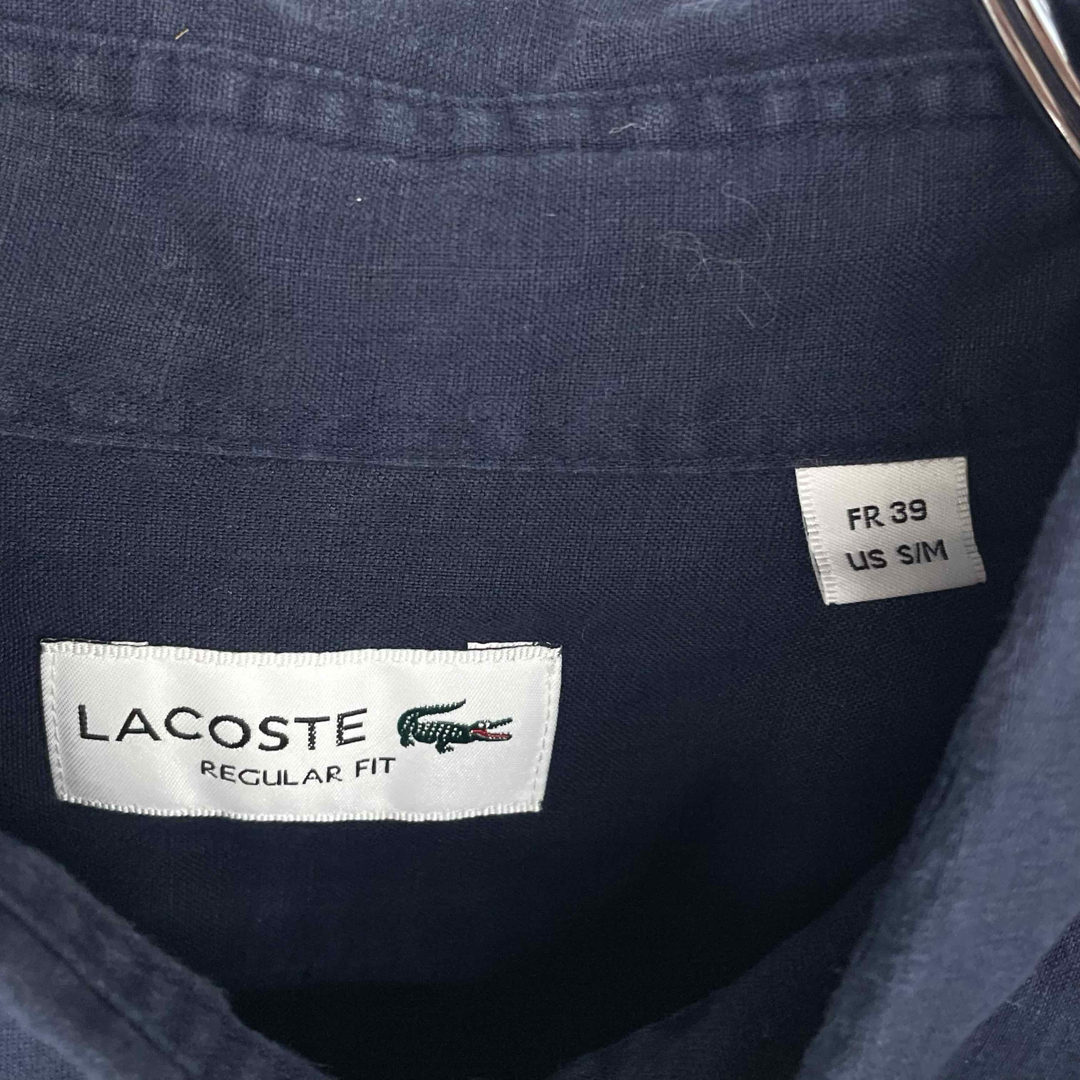 FR 39
US S/M
LACOSTE
REGULAR FIT